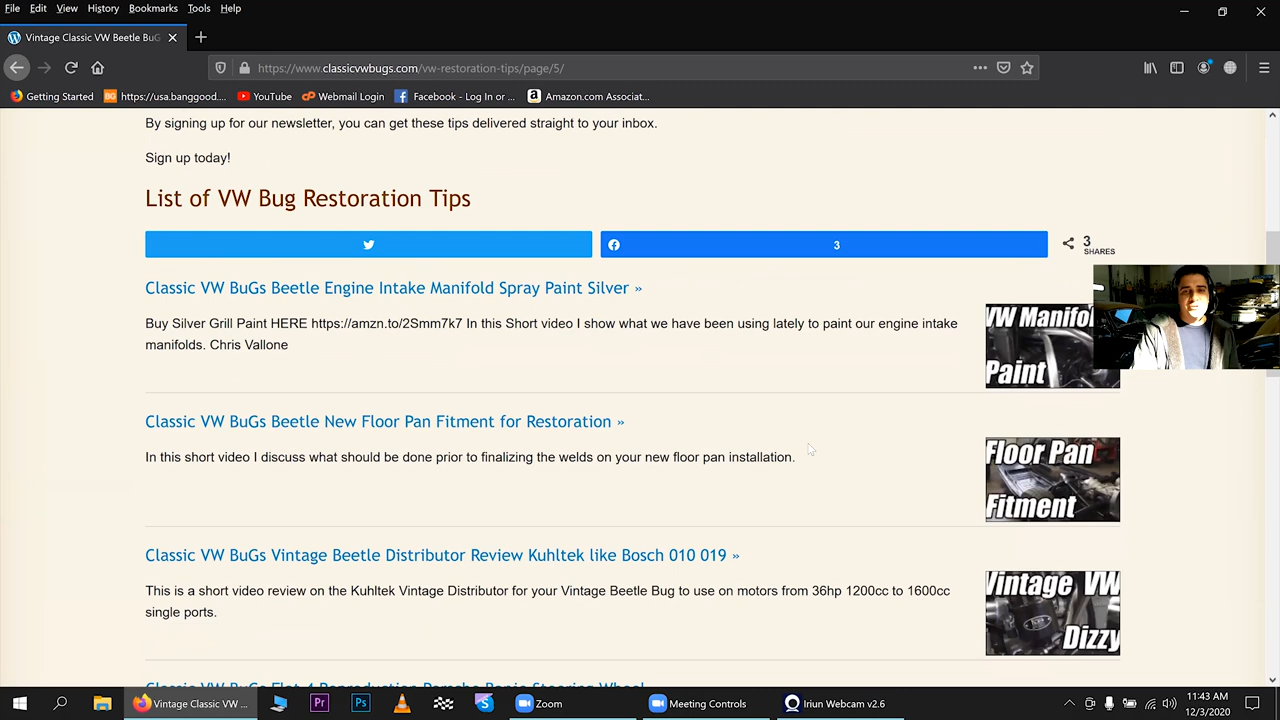 File Edit View History Bookmarks Tools Help
Vintage Classic VW Beetle BuG
https://www.classicvwbugs.com/vw-restoration-tips/page/5/
Getting Started https://usa.banggood.... YouTube Webmail Login Facebook - Log In or ... Amazon.com Associat...
By signing up for our newsletter, you can get these tips delivered straight to your inbox.
Sign up today!
List of VW Bug Restoration Tips
3
3
SHARES
Classic VW BuGs Beetle Engine Intake Manifold Spray Paint Silver »
Buy Silver Grill Paint HERE https://amzn.to/2Smm7k7 In this Short video I show what we have been using lately to paint our engine intake
manifolds. Chris Vallone
VW Manifol
Paint
Classic VW BuGs Beetle New Floor Pan Fitment for Restoration »
In this short video I discuss what should be done prior to finalizing the welds on your new floor pan installation.
Floor Pan
Fitment
Classic VW BuGs Vintage Beetle Distributor Review Kuhltek like Bosch 010 019 »
This is a short video review on the Kuhltek Vintage Distributor for your Vintage Beetle Bug to use on motors from 36hp 1200cc to 1600cc
single ports.
Vintage VW
Dizzy
Classic VW BuGs Flat 4 Reproduction Porsche Banjo Steering Wheel
Vintage Classic VW ... Zoom Meeting Controls Iriun Webcam v2.6
11:43 AM
12/3/2020